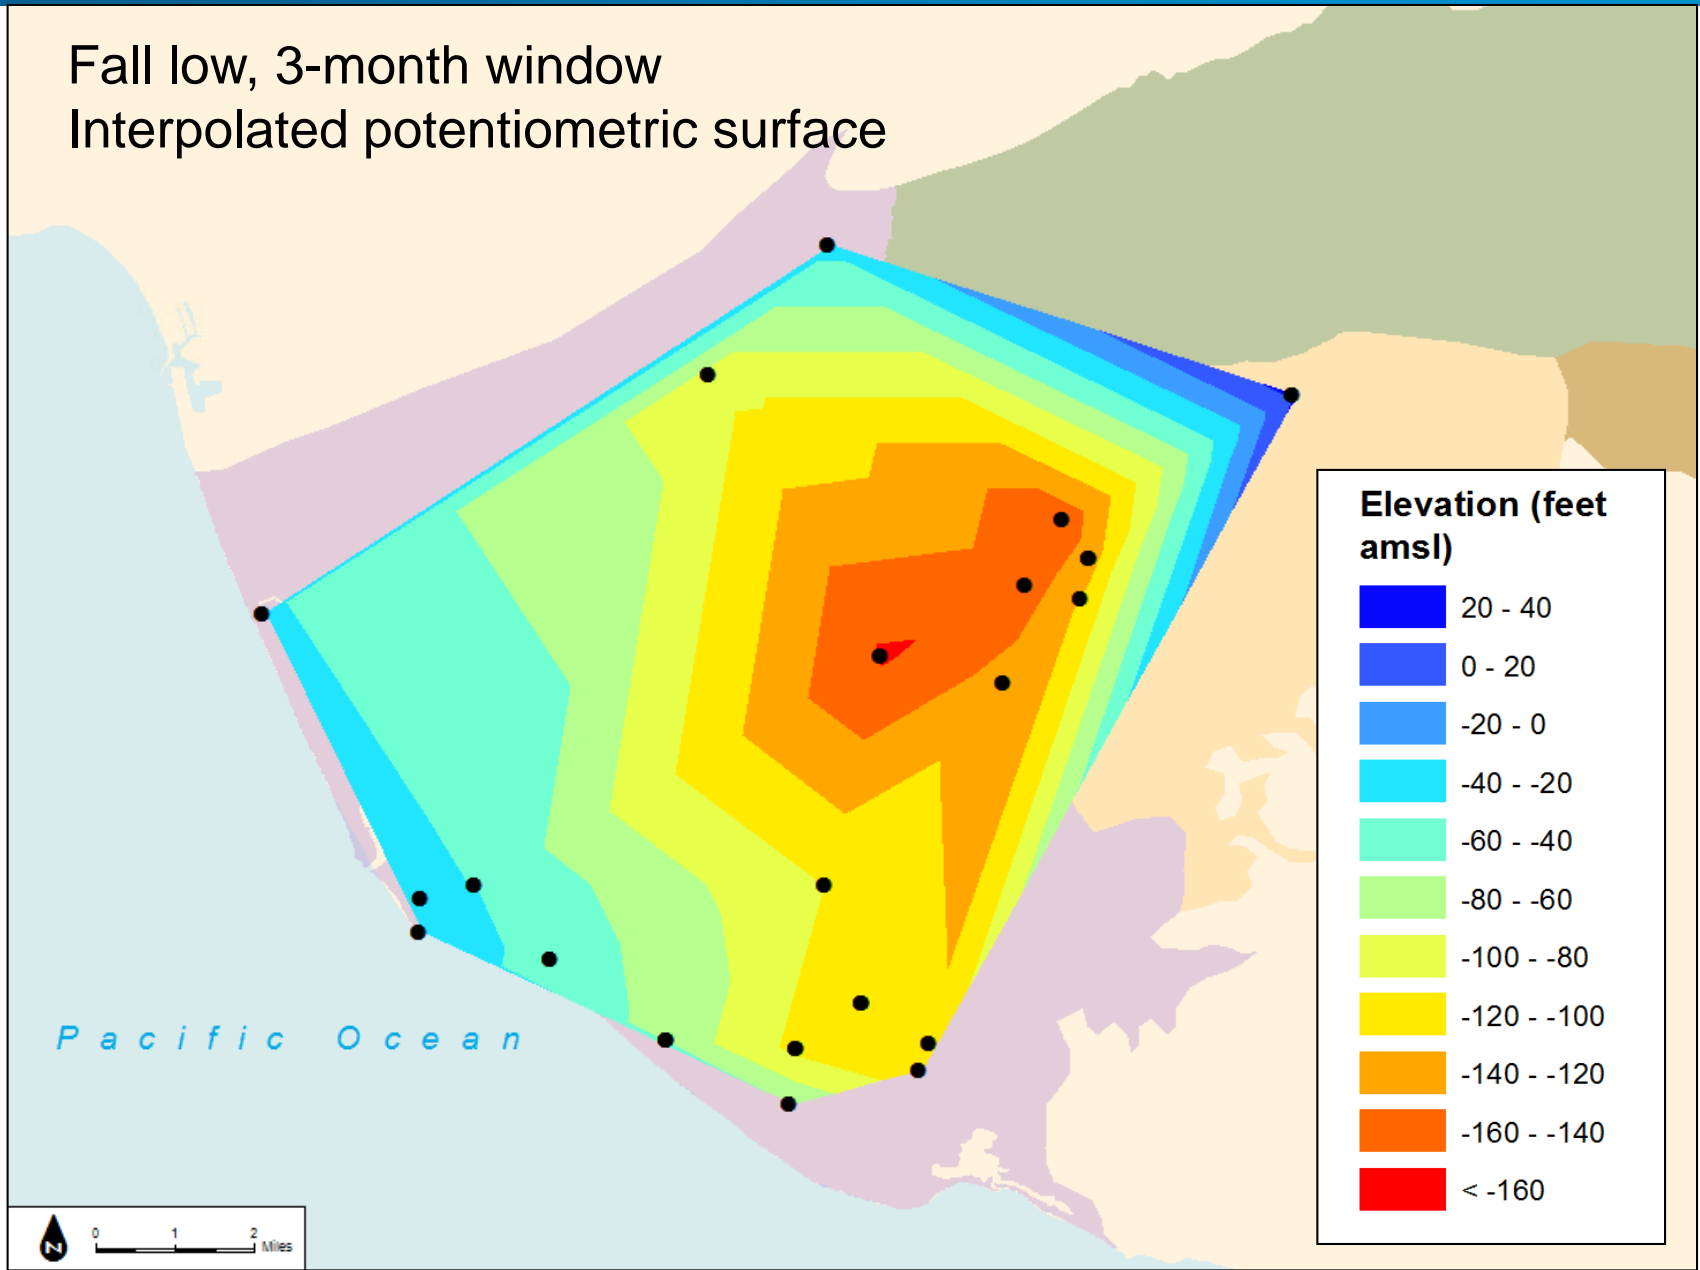 Fall low, 3-month window
Interpolated potentiometric surface
Elevation (feet
amsl)
20 - 40
0 - 20
-20 - 0
-40 - -20
-60 - -40
-80 - -60
-100 - -80
-120 - -100
-140 - -120
-160 - -140
< -160
Pacific Ocean
N
0 1 2
Miles